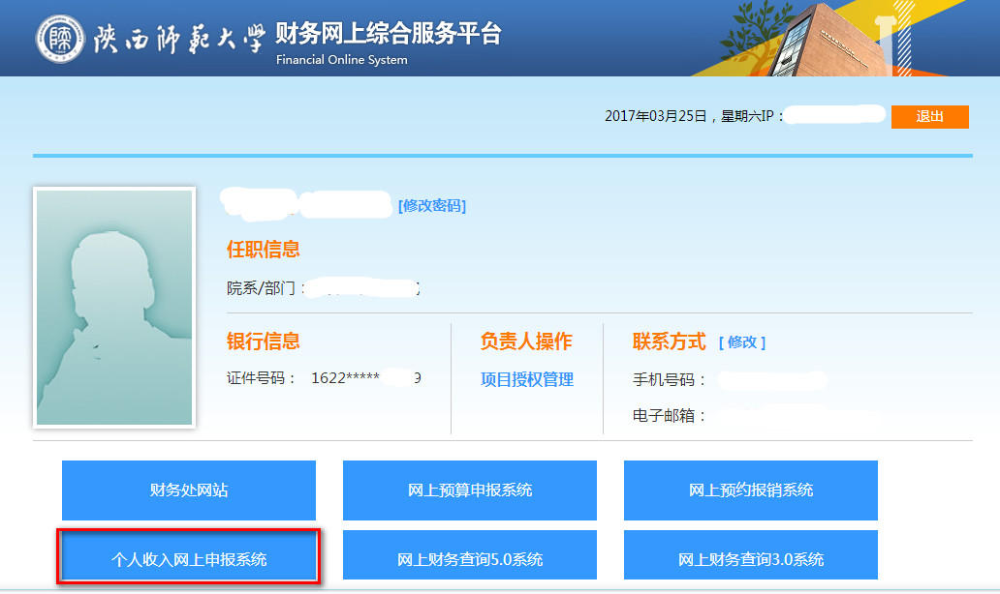 陕西师范大学 财务网上综合服务平台
Financial Online System
2017年03月25日，星期六IP： 退出
[修改密码]
任职信息
院系/部门：
银行信息 负责人操作 联系方式 [ 修改 ]
证件号码： 1622***** 9 项目授权管理 手机号码：
电子邮箱：
财务处网站 网上预算申报系统 网上预约报销系统
个人收入网上申报系统 网上财务查询5.0系统 网上财务查询3.0系统